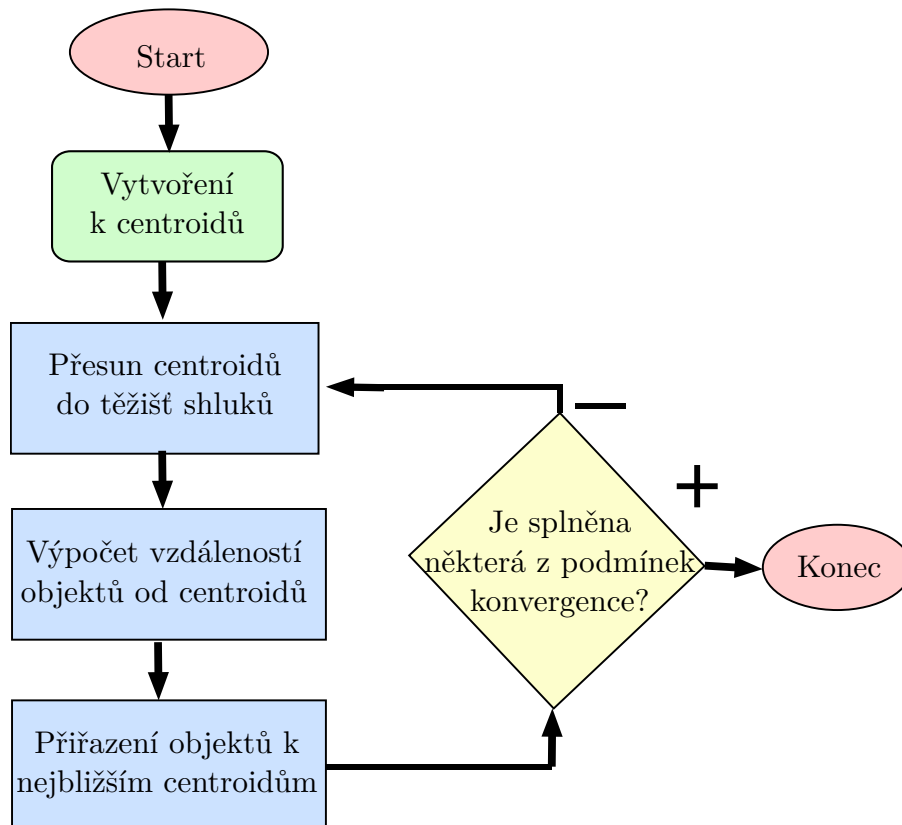 Start
Vytvoření
k centroidů
Přesun centroidů
do těžišť shluků
Výpočet vzdáleností
objektů od centroidů
Přiřazení objektů k
nejbližším centroidům
Je splněna
některá z podmínek
konvergence?
−
+
Konec